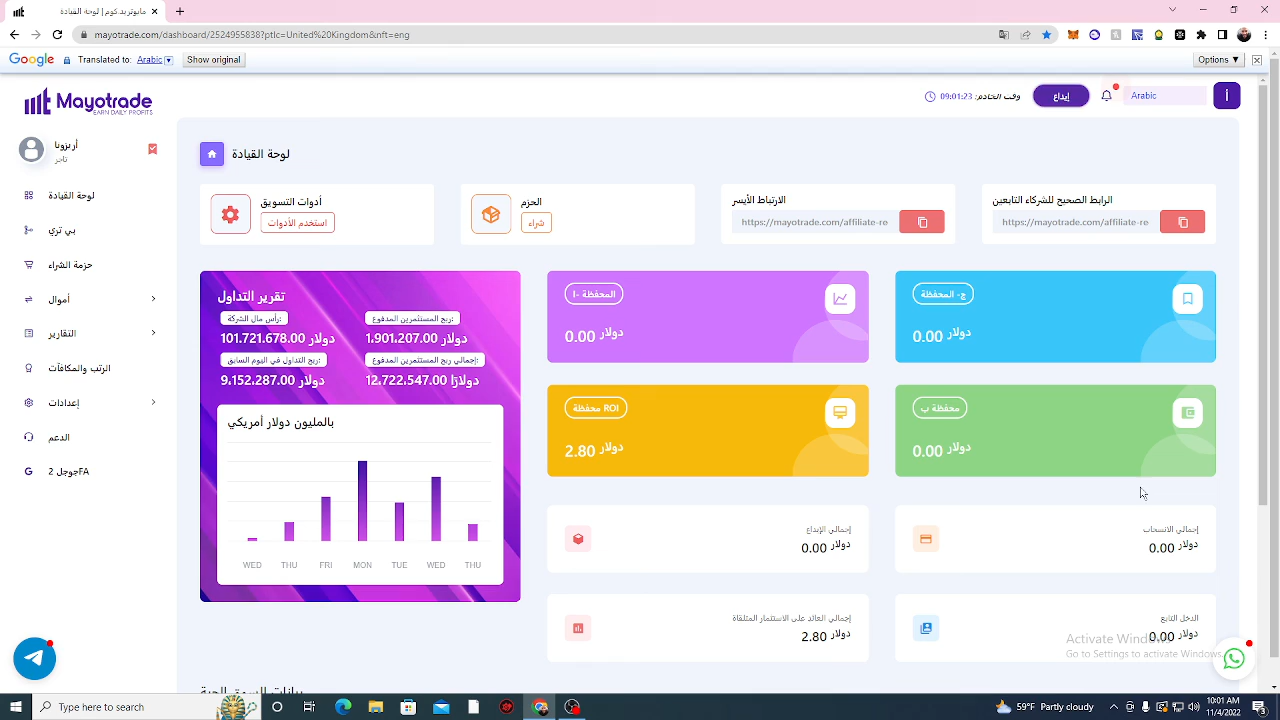 مايوتريد كوم | لوحة القيادة
mayotrade.com/dashboard/2524955838?ptlc=United%20Kingdom&nft=eng
Google
Translated to: Arabic
Show original
Options ▼
Mayotrade
EARN DAILY PROFITS
وقت الخادم: 09:01:23
إيداع
Arabic
أريزونا
تاجر
لوحة القيادة
بي تري
حزمة الشراء
أموال
التقارير
الرتب والمكافآت
إعدادات
الدعم
جوجل 2FA
لوحة القيادة
أدوات التسويق
استخدم الأدوات
الحزم
شراء
الارتباط الأيسر
https://mayotrade.com/affiliate-re
الرابط الصحيح للشركاء التابعين
https://mayotrade.com/affiliate-re
تقرير التداول
رأس مال الشركة:
ربح المستثمرين المدفوع:
101.721.678.00 دولار
1.901.207.00 دولار
ربح التداول في اليوم السابق:
إجمالي ربح المستثمرين المدفوع:
9.152.287.00 دولار
12.722.547.00 دولارًا
بالمليون دولار أمريكي
WED THU FRI MON TUE WED THU
المحفظة -ا
0.00 دولار
ج- المحفظة
0.00 دولار
ROI محفظة
2.80 دولار
محفظة ب
0.00 دولار
إجمالي الإيداع
0.00 دولار
إجمالي الانسحاب
0.00 دولار
إجمالي العائد على الاستثمار المتلقاة
2.80 دولار
الدخل التابع
0.00 دولار
Activate Windows
Go to Settings to activate Windows.
Type here to search
59°F Partly cloudy
10:01 AM
11/4/2022